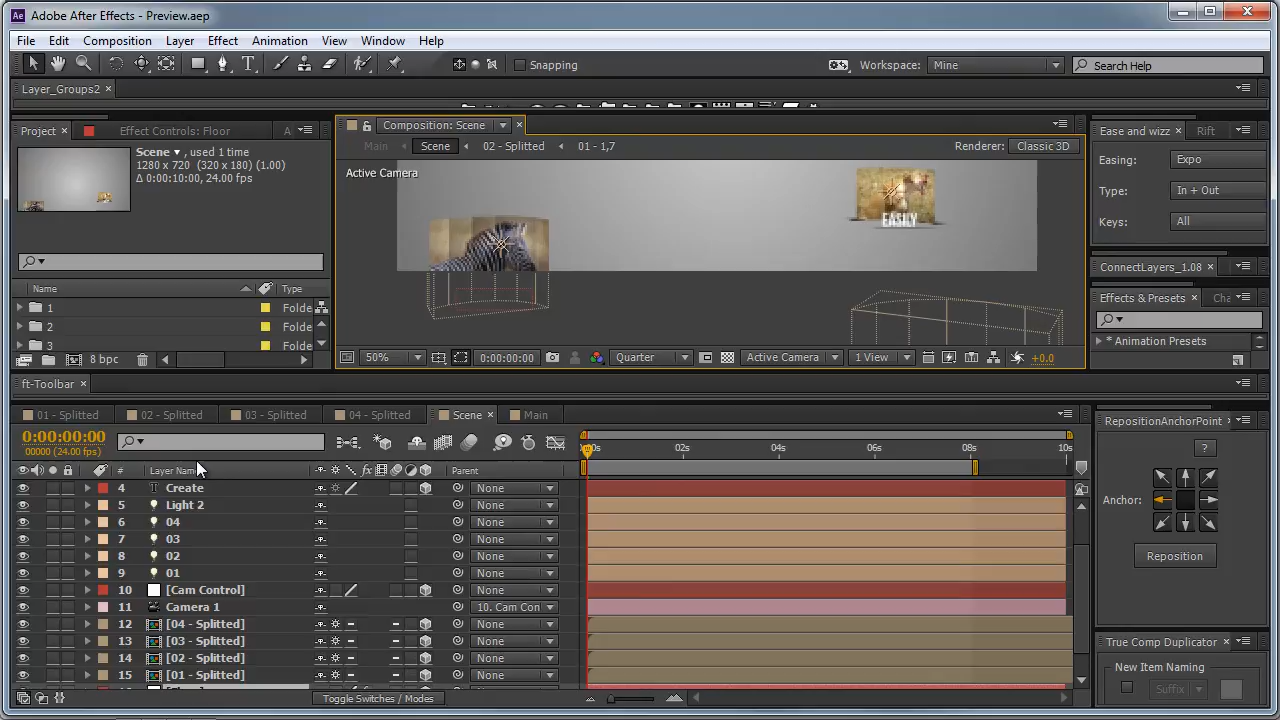 Adobe After Effects - Preview.aep
File Edit Composition Layer Effect Animation View Window Help
Snapping Workspace: Mine Search Help
Layer_Groups2
Project Effect Controls: Floor A
Composition: Scene
Ease and wizz Rift
Scene, used 1 time
1280 x 720 (320 x 180) (1.00)
Δ 0:00:10:00, 24.00 fps
Main Scene 02 - Splitted 01 - 1,7 Renderer: Classic 3D
Active Camera
EASILY
Easing: Expo
Type: In + Out
Keys: All
ConnectLayers_1.08
Effects & Presets Cha
* Animation Presets
Name Type
1 Folde
2 Folde
3 Folde
8 bpc
50% 0:00:00:00 Quarter Active Camera 1 View +0.0
ft-Toolbar
01 - Splitted 02 - Splitted 03 - Splitted 04 - Splitted Scene Main
RepositionAnchorPoint
0:00:00:00
00000 (24.00 fps)
02s 04s 06s 08s 10s
# Layer Name fx Parent
4 T Create None
5 Light 2 None
6 04 None
7 03 None
8 02 None
9 01 None
10 [Cam Control] None
11 Camera 1 10. Cam Con
12 [04 - Splitted] None
13 [03 - Splitted] None
14 [02 - Splitted] None
15 [01 - Splitted] None
Toggle Switches / Modes
?
Anchor:
Reposition
True Comp Duplicator
New Item Naming
Suffix